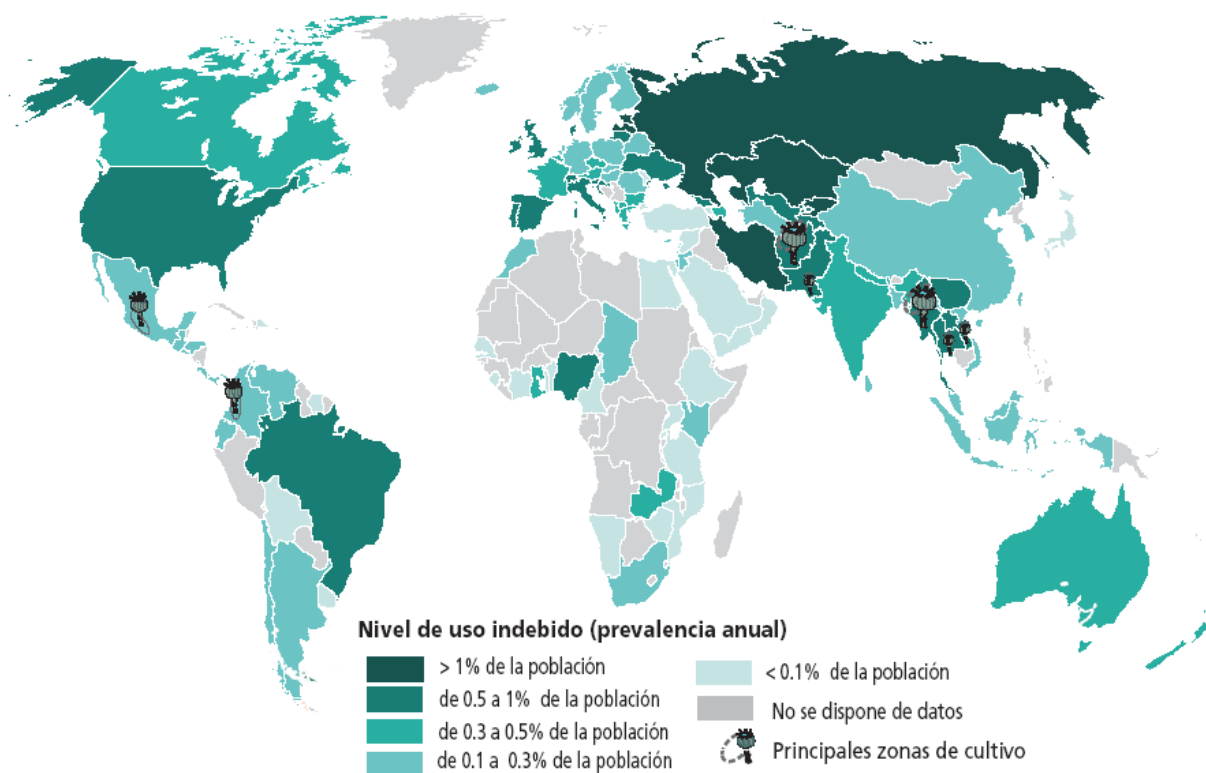 Nivel de uso indebido (prevalencia anual)
> 1% de la población
de 0.5 a 1% de la población
de 0.3 a 0.5% de la población
de 0.1 a 0.3% de la población
< 0.1% de la población
No se dispone de datos
Principales zonas de cultivo